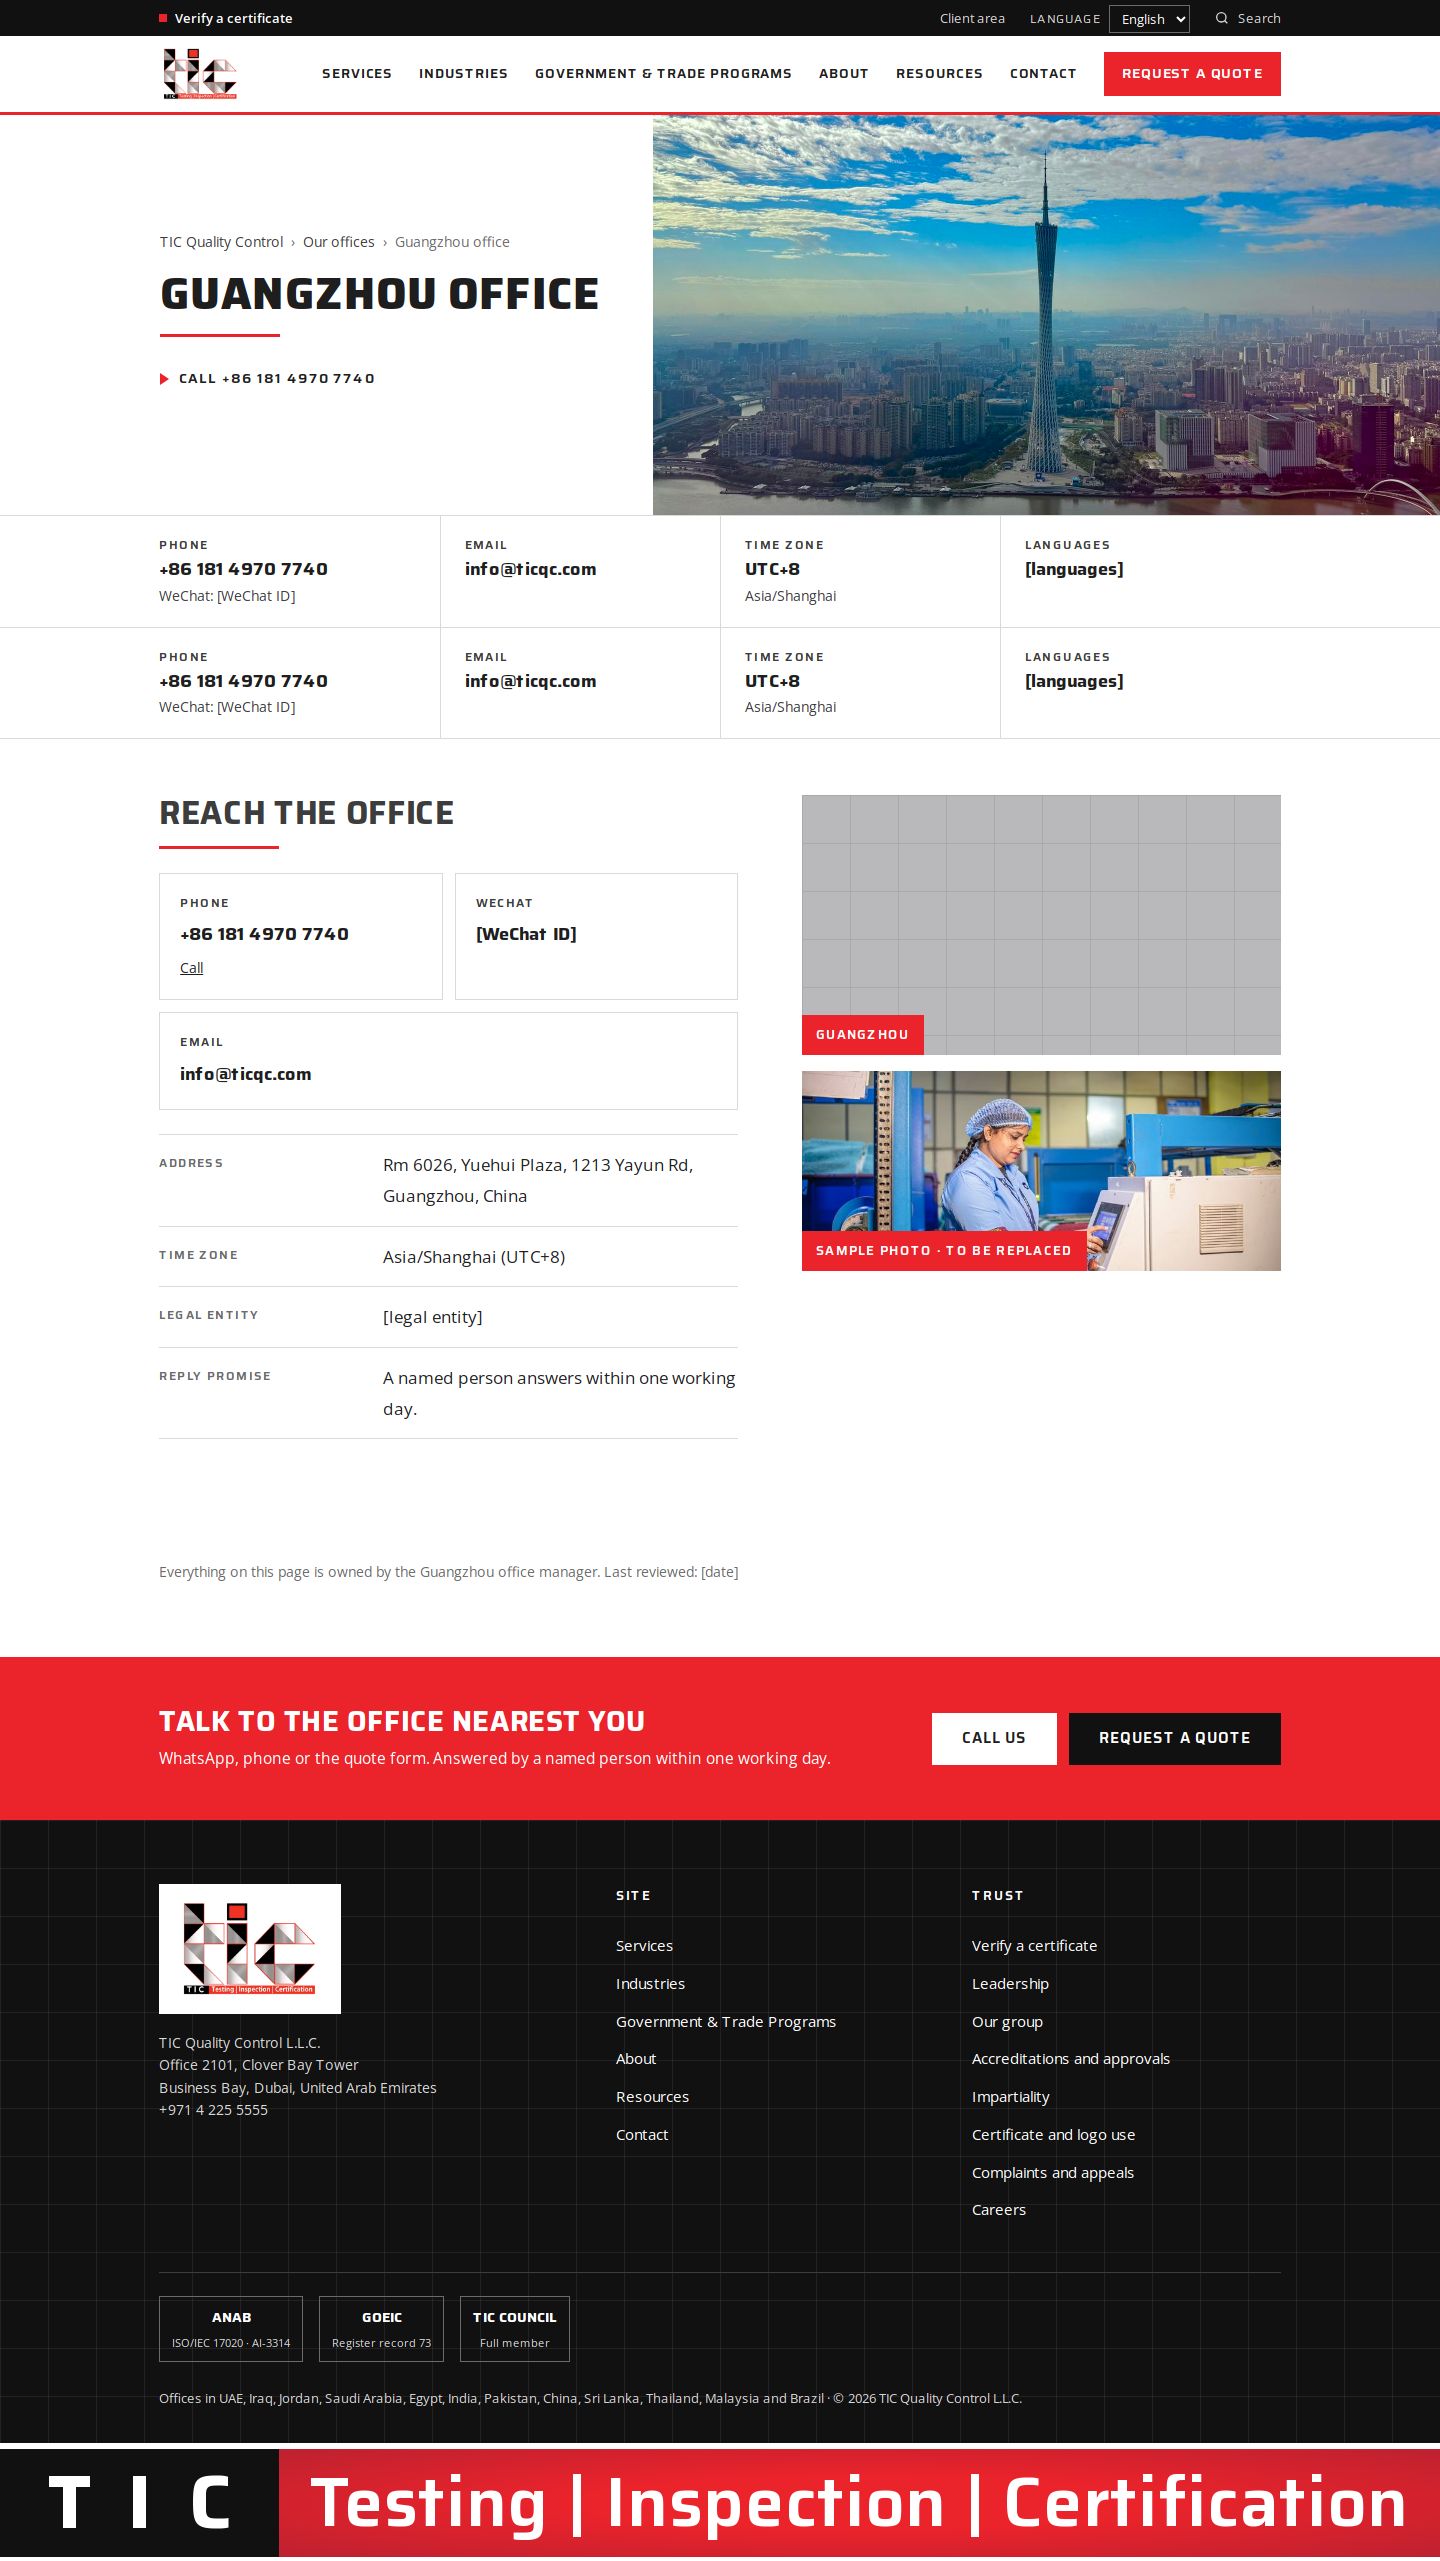 Verify a certificate
Client area LANGUAGE English Search
tic
TIC Testing | Inspection | Certification
SERVICES INDUSTRIES GOVERNMENT & TRADE PROGRAMS ABOUT RESOURCES CONTACT REQUEST A QUOTE
TIC Quality Control › Our offices › Guangzhou office
GUANGZHOU OFFICE
CALL +86 181 4970 7740
PHONE
+86 181 4970 7740
WeChat: [WeChat ID]
EMAIL
info@ticqc.com
TIME ZONE
UTC+8
Asia/Shanghai
LANGUAGES
[languages]
PHONE
+86 181 4970 7740
WeChat: [WeChat ID]
EMAIL
info@ticqc.com
TIME ZONE
UTC+8
Asia/Shanghai
LANGUAGES
[languages]
REACH THE OFFICE
PHONE
+86 181 4970 7740
Call
WECHAT
[WeChat ID]
EMAIL
info@ticqc.com
ADDRESS
Rm 6026, Yuehui Plaza, 1213 Yayun Rd,
Guangzhou, China
TIME ZONE
Asia/Shanghai (UTC+8)
LEGAL ENTITY
[legal entity]
REPLY PROMISE
A named person answers within one working
day.
GUANGZHOU
SAMPLE PHOTO · TO BE REPLACED
Everything on this page is owned by the Guangzhou office manager. Last reviewed: [date]
TALK TO THE OFFICE NEAREST YOU
WhatsApp, phone or the quote form. Answered by a named person within one working day.
CALL US
REQUEST A QUOTE
tic
TIC Testing | Inspection | Certification
TIC Quality Control L.L.C.
Office 2101, Clover Bay Tower
Business Bay, Dubai, United Arab Emirates
+971 4 225 5555
SITE
Services
Industries
Government & Trade Programs
About
Resources
Contact
TRUST
Verify a certificate
Leadership
Our group
Accreditations and approvals
Impartiality
Certificate and logo use
Complaints and appeals
Careers
ANAB
ISO/IEC 17020 · AI-3314
GOEIC
Register record 73
TIC COUNCIL
Full member
Offices in UAE, Iraq, Jordan, Saudi Arabia, Egypt, India, Pakistan, China, Sri Lanka, Thailand, Malaysia and Brazil · © 2026 TIC Quality Control L.L.C.
TIC Testing | Inspection | Certification